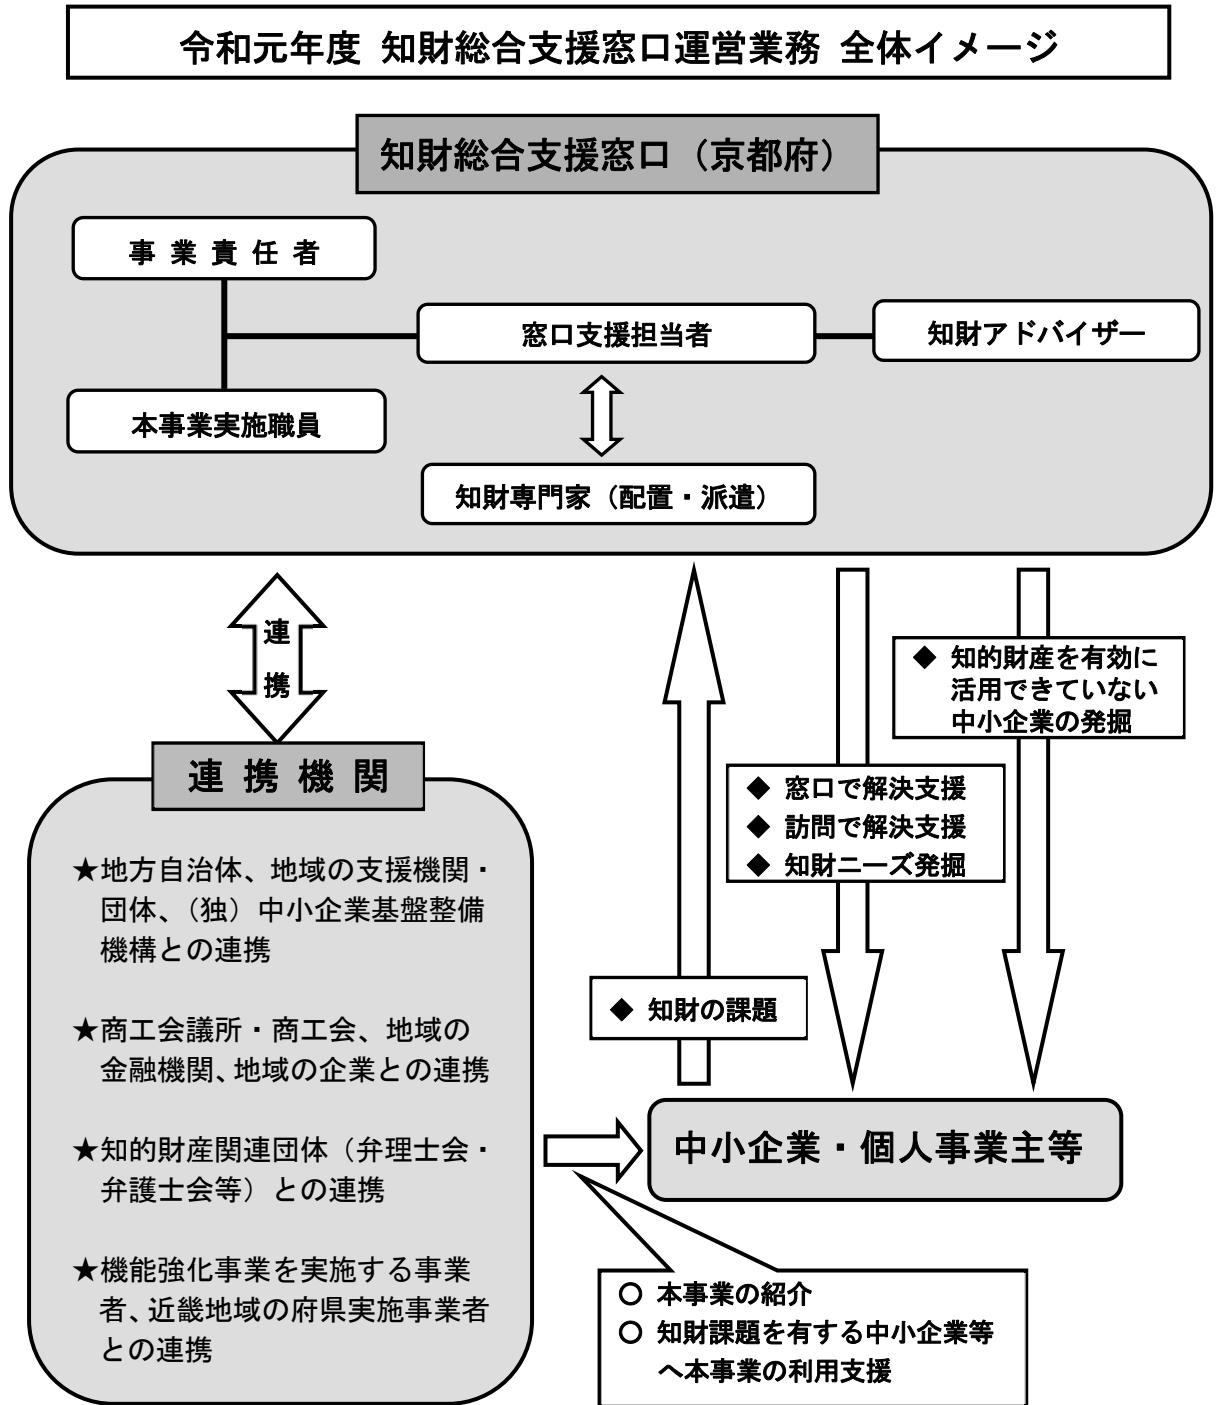 令和元年度 知財総合支援窓口運営業務 全体イメージ
知財総合支援窓口（京都府）
事 業 責 任 者
窓口支援担当者
知財アドバイザー
本事業実施職員
知財専門家（配置・派遣）
連
携
◆ 知的財産を有効に
活用できていない
中小企業の発掘
◆ 窓口で解決支援
◆ 訪問で解決支援
◆ 知財ニーズ発掘
◆ 知財の課題
連 携 機 関
★地方自治体、地域の支援機関・
団体、（独）中小企業基盤整備
機構との連携
★商工会議所・商工会、地域の
金融機関、地域の企業との連携
★知的財産関連団体（弁理士会・
弁護士会等）との連携
★機能強化事業を実施する事業
者、近畿地域の府県実施事業者
との連携
中小企業・個人事業主等
○ 本事業の紹介
○ 知財課題を有する中小企業等
へ本事業の利用支援